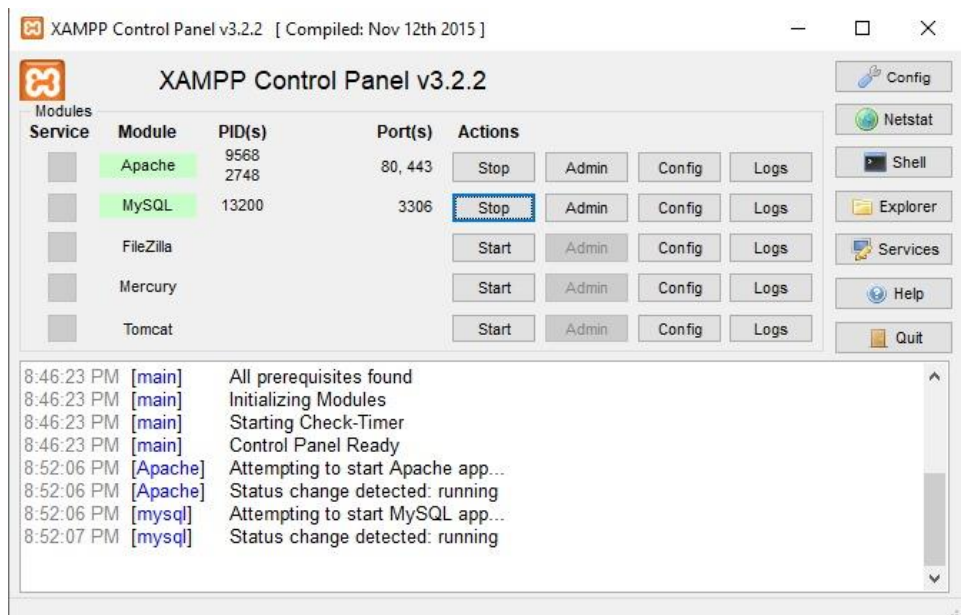 XAMPP Control Panel v3.2.2 [ Compiled: Nov 12th 2015 ]
XAMPP Control Panel v3.2.2
Config
Modules
Service Module PID(s) Port(s) Actions
Netstat
Apache 9568 2748 80, 443 Stop Admin Config Logs
Shell
MySQL 13200 3306 Stop Admin Config Logs
Explorer
FileZilla Start Admin Config Logs
Services
Mercury Start Admin Config Logs
Help
Tomcat Start Admin Config Logs
Quit
8:46:23 PM [main] All prerequisites found
8:46:23 PM [main] Initializing Modules
8:46:23 PM [main] Starting Check-Timer
8:46:23 PM [main] Control Panel Ready
8:52:06 PM [Apache] Attempting to start Apache app...
8:52:06 PM [Apache] Status change detected: running
8:52:06 PM [mysql] Attempting to start MySQL app...
8:52:07 PM [mysql] Status change detected: running